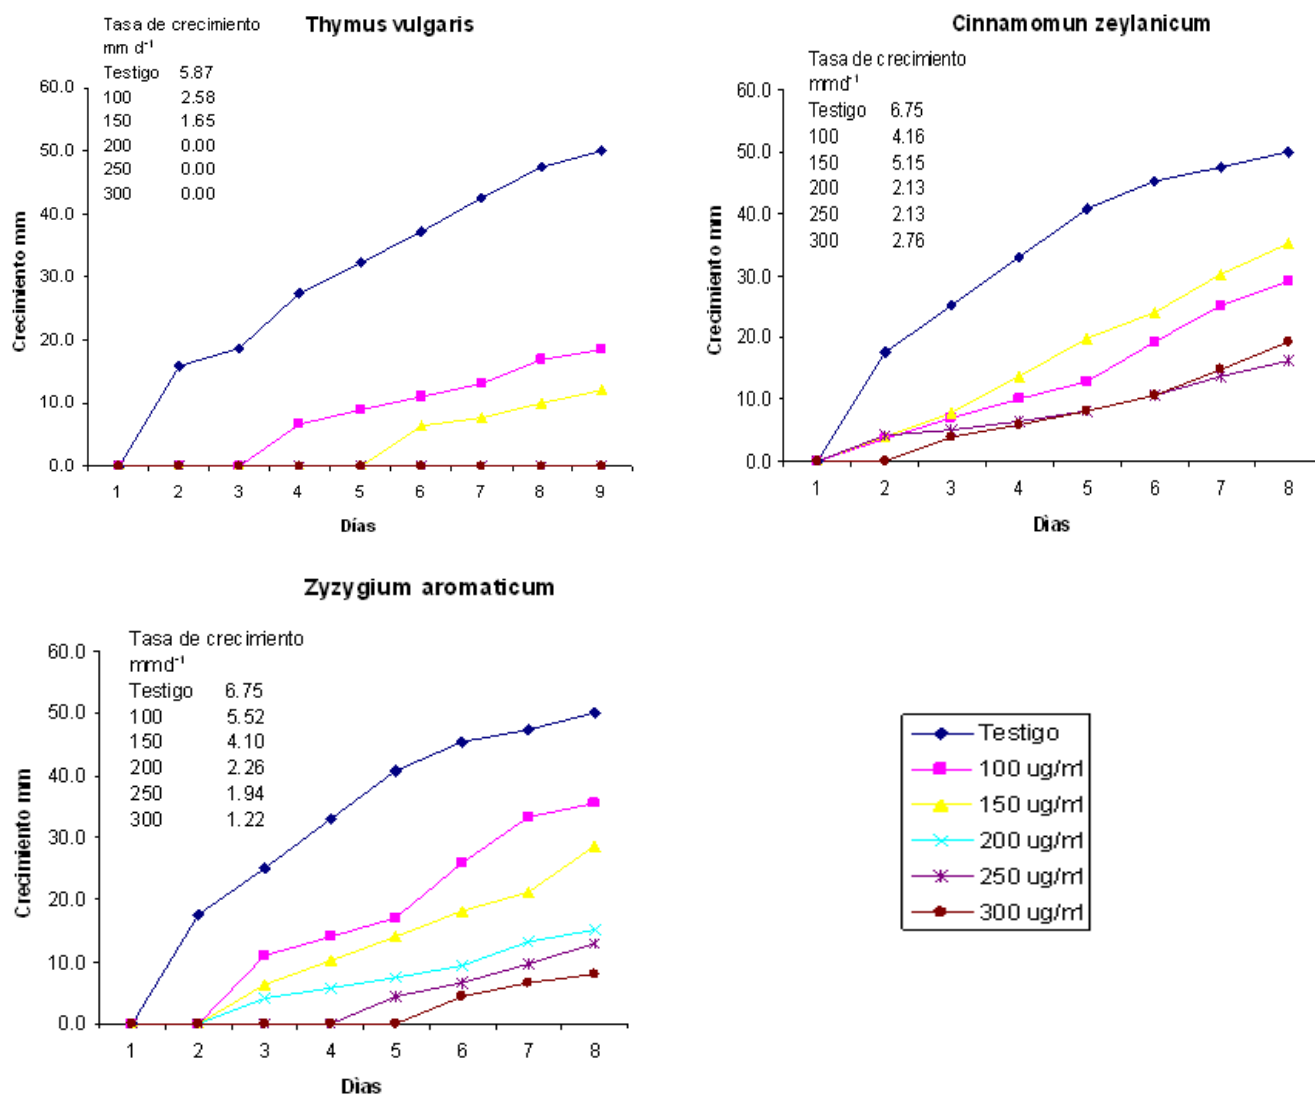 Thymus vulgaris
Tasa de crecimiento
mm d⁻¹
Testigo 5.87
100 2.58
150 1.65
200 0.00
250 0.00
300 0.00
60.0
50.0
40.0
30.0
20.0
10.0
0.0
Crecimiento mm
1 2 3 4 5 6 7 8 9
Días
Cinnamomun zeylanicum
Tasa de crecimiento
mmd⁻¹
Testigo 6.75
100 4.16
150 5.15
200 2.13
250 2.13
300 2.76
60.0
50.0
40.0
30.0
20.0
10.0
0.0
Crecimiento mm
1 2 3 4 5 6 7 8
Dìas
Zyzygium aromaticum
Tasa de crecimiento
mmd⁻¹
Testigo 6.75
100 5.52
150 4.10
200 2.26
250 1.94
300 1.22
60.0
50.0
40.0
30.0
20.0
10.0
0.0
Crecimiento mm
1 2 3 4 5 6 7 8
Dìas
Testigo
100 ug/ml
150 ug/ml
200 ug/ml
250 ug/ml
300 ug/ml